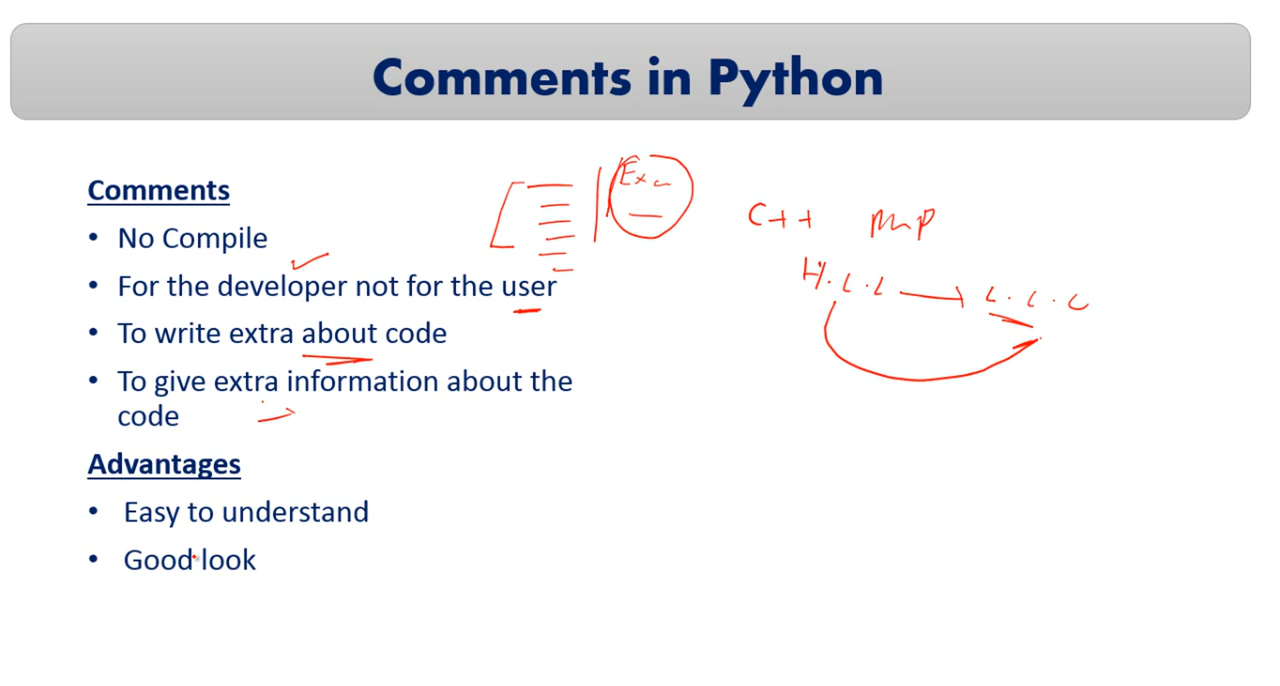 Comments in Python
Comments
• No Compile
• For the developer not for the user
• To write extra about code
• To give extra information about the
code
Advantages
• Easy to understand
• Good look
C++
H.L.L → L.L.L